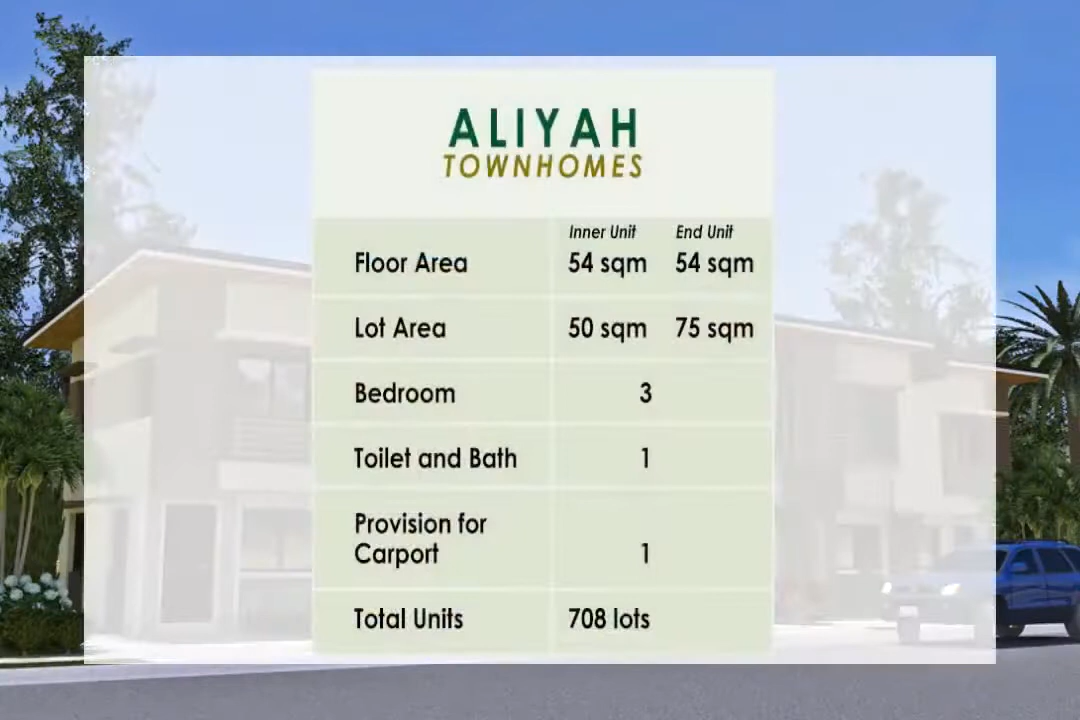 ALIYAH
TOWNHOMES
Inner Unit End Unit
Floor Area 54 sqm 54 sqm
Lot Area 50 sqm 75 sqm
Bedroom 3
Toilet and Bath 1
Provision for
Carport 1
Total Units 708 lots